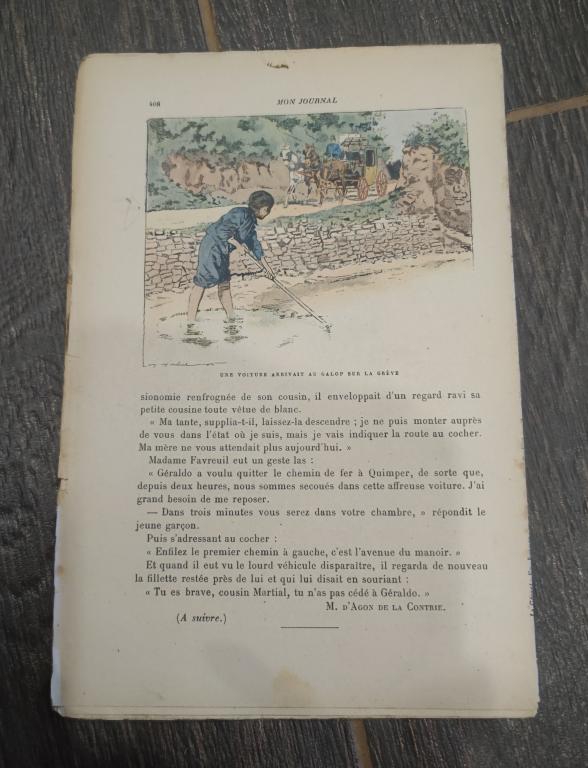 408
MON JOURNAL
UNE VOITURE ARRIVAIT AU GALOP SUR LA GRÈVE
sionomie renfrognée de son cousin, il enveloppait d'un regard ravi sa
petite cousine toute vêtue de blanc.
« Ma tante, supplia-t-il, laissez-la descendre ; je ne puis monter auprès
de vous dans l'état où je suis, mais je vais indiquer la route au cocher.
Ma mère ne vous attendait plus aujourd'hui. »
Madame Favreuil eut un geste las :
« Géraldo a voulu quitter le chemin de fer à Quimper, de sorte que,
depuis deux heures, nous sommes secoués dans cette affreuse voiture. J'ai
grand besoin de me reposer.
— Dans trois minutes vous serez dans votre chambre, » répondit le
jeune garçon.
Puis s'adressant au cocher :
« Enfilez le premier chemin à gauche, c'est l'avenue du manoir. »
Et quand il eut vu le lourd véhicule disparaître, il regarda de nouveau
la fillette restée près de lui et qui lui disait en souriant :
« Tu es brave, cousin Martial, tu n'as pas cédé à Géraldo. »
M. D'AGON DE LA CONTRIE.
(A suivre.)